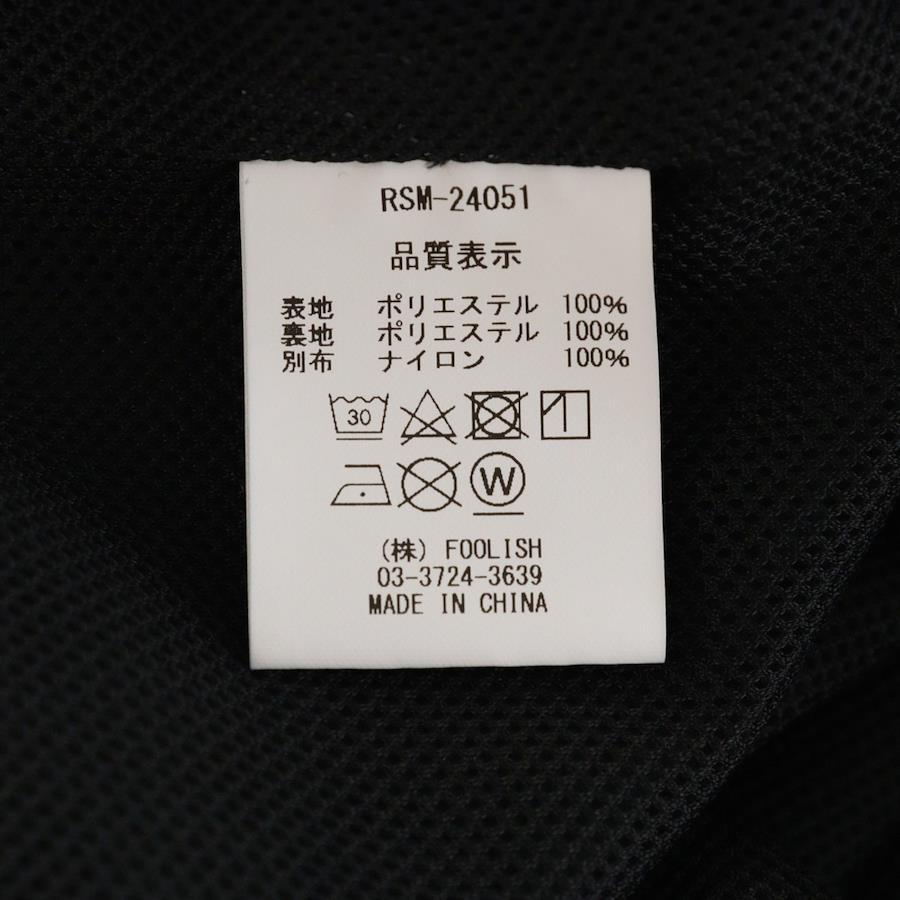 RSM-24051
品質表示
表地 ポリエステル 100%
裏地 ポリエステル 100%
別布 ナイロン 100%
30
W
(株) FOOLISH
03-3724-3639
MADE IN CHINA